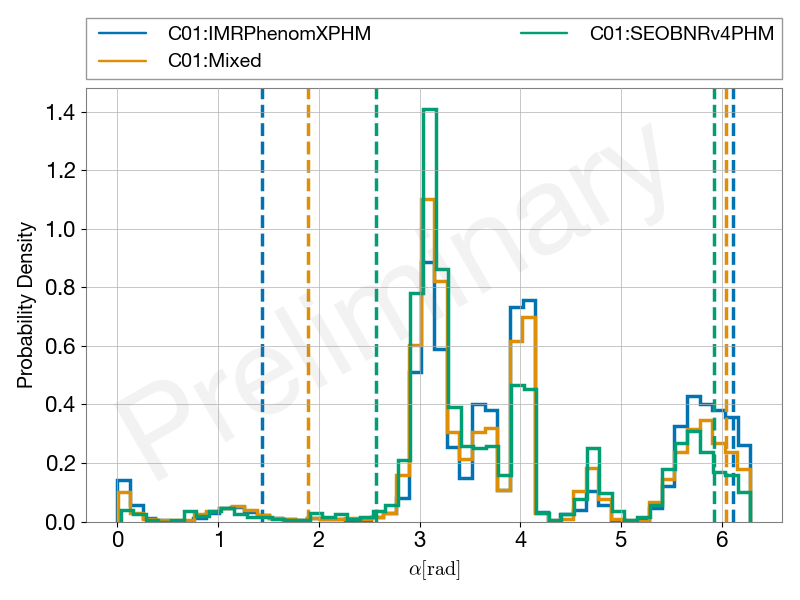 C01:IMRPhenomXPHM
C01:Mixed
C01:SEOBNRv4PHM
Preliminary
Probability Density
1.4
1.2
1.0
0.8
0.6
0.4
0.2
0.0
0 1 2 3 4 5 6
α[rad]